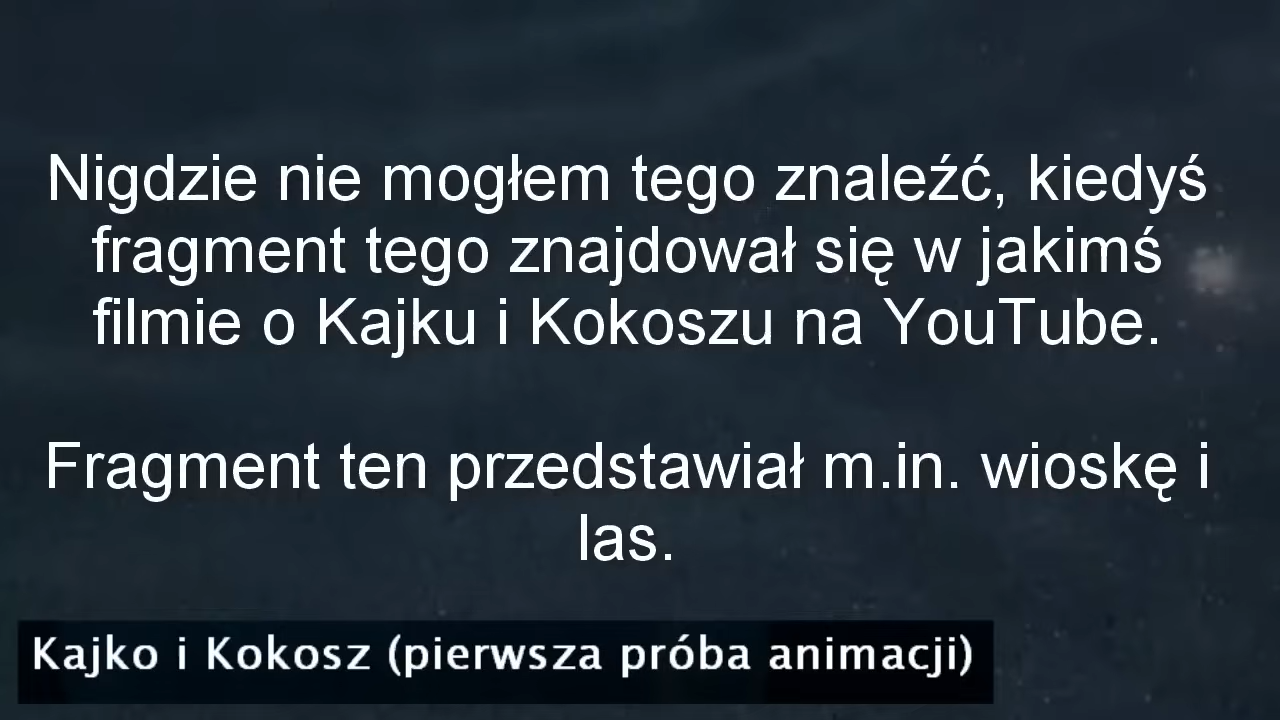 Nigdzie nie mogłem tego znaleźć, kiedyś
fragment tego znajdował się w jakimś
filmie o Kajku i Kokoszu na YouTube.
Fragment ten przedstawiał m.in. wioskę i
las.
Kajko i Kokosz (pierwsza próba animacji)